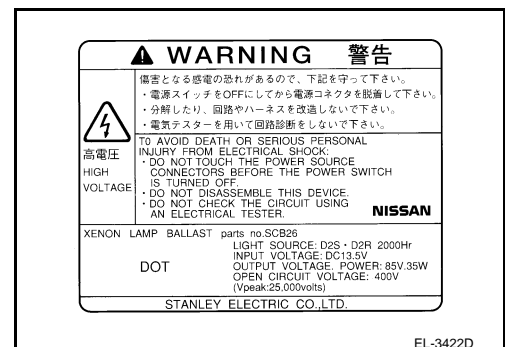 WARNING 警告
傷害となる感電の恐れがあるので、下記を守って下さい。
・電源スイッチをOFFにしてから電源コネクタを脱着して下さい。
・分解したり、回路やハーネスを改造しないで下さい。
・電気テスターを用いて回路診断をしないで下さい。
高電圧
HIGH
VOLTAGE
TO AVOID DEATH OR SERIOUS PERSONAL
INJURY FROM ELECTRICAL SHOCK:
・DO NOT TOUCH THE POWER SOURCE
CONNECTORS BEFORE THE POWER SWITCH
IS TURNED OFF.
・DO NOT DISASSEMBLE THIS DEVICE.
・DO NOT CHECK THE CIRCUIT USING
AN ELECTRICAL TESTER.
NISSAN
XENON LAMP BALLAST parts no.SCB26
LIGHT SOURCE: D2S・D2R 2000Hr
INPUT VOLTAGE: DC13.5V
DOT
OUTPUT VOLTAGE. POWER: 85V.35W
OPEN CIRCUIT VOLTAGE: 400V
(Vpeak:25,000volts)
STANLEY ELECTRIC CO.,LTD.
EL-3422D